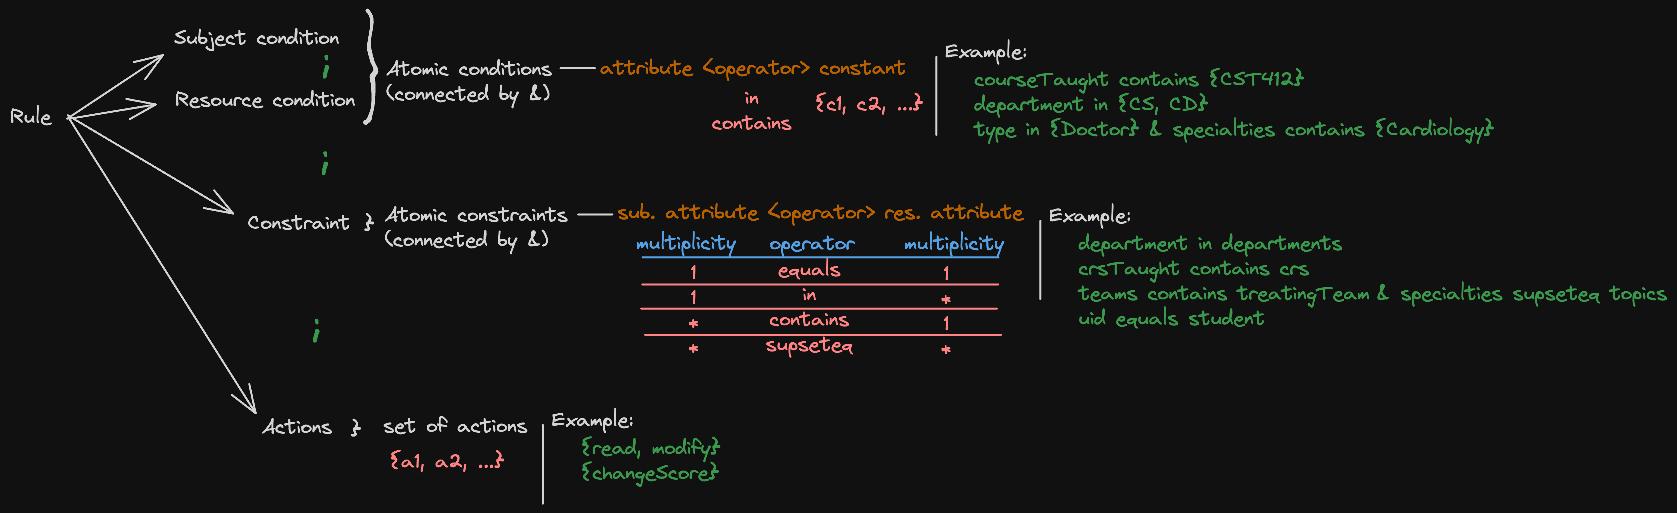 Rule
Subject condition
;
Resource condition
;
Constraint }
;
Actions }
Atomic conditions
(connected by &)
attribute <operator> constant
in {c1, c2, ...}
contains
Example:
courseTaught contains {CST412}
department in {CS, CD}
type in {Doctor} & specialties contains {Cardiology}
Atomic constraints
(connected by &)
sub. attribute <operator> res. attribute
multiplicity operator multiplicity
1 equals 1
1 in *
* contains 1
* supseteq *
Example:
department in departments
crsTaught contains crs
teams contains treatingTeam & specialties supseteq topics
uid equals student
set of actions
{a1, a2, ...}
Example:
{read, modify}
{changeScore}